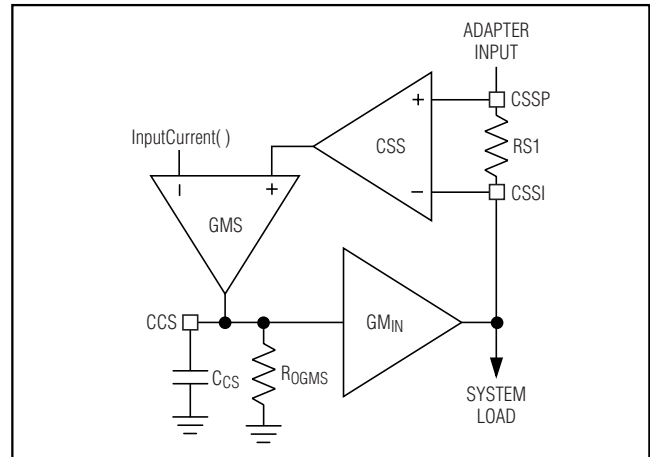 ADAPTER
INPUT
CSSP
+
CSS
RS1
InputCurrent( )
−
CSSI
− +
GMS
CCS
GMIN
CCS
ROGMS
SYSTEM
LOAD